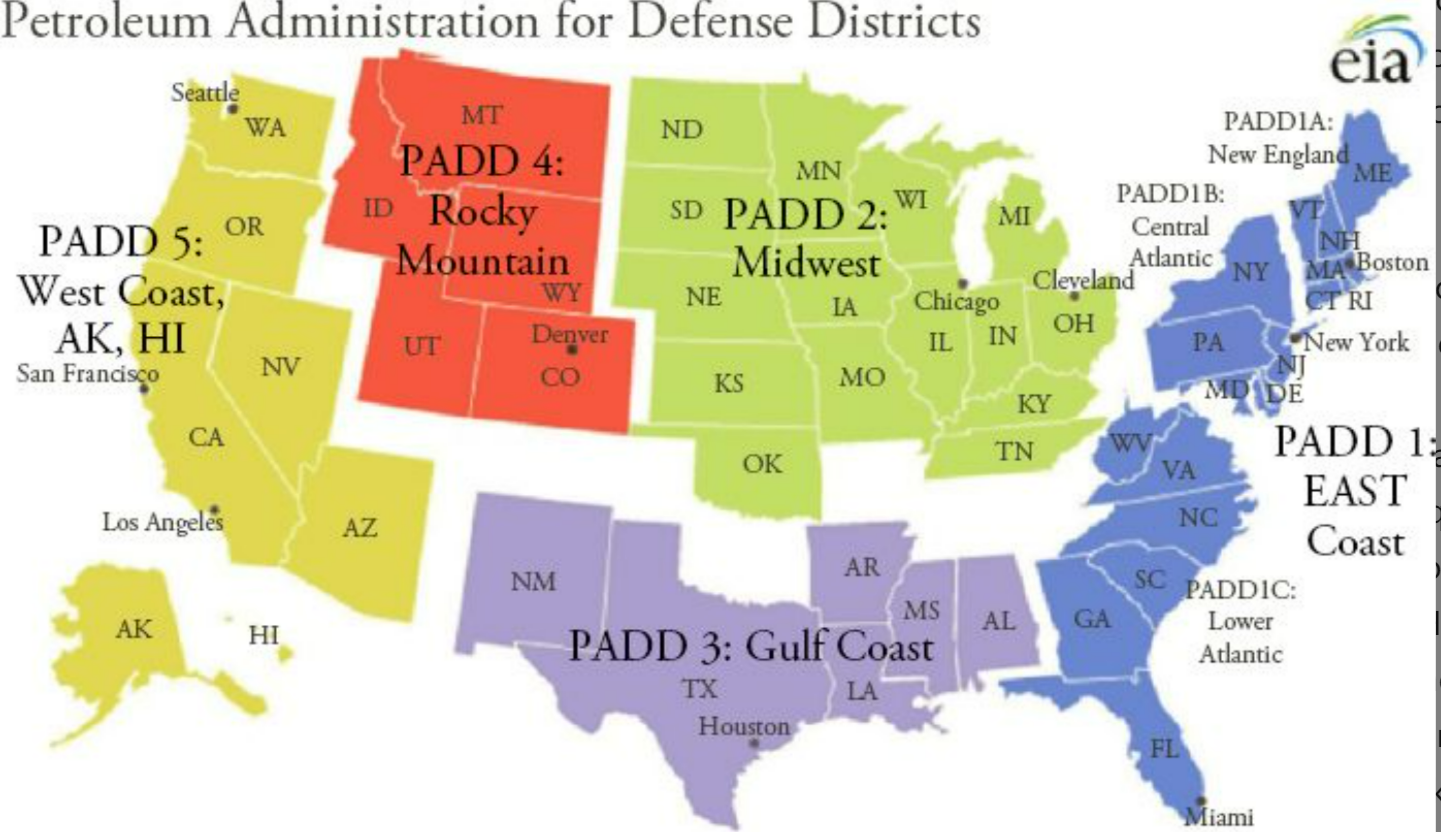 Petroleum Administration for Defense Districts
eia
Seattle
WA
OR
PADD 5:
West Coast,
AK, HI
San Francisco
NV
CA
Los Angeles
AZ
AK
HI
MT
PADD 4:
Rocky
Mountain
ID
WY
UT
Denver
CO
ND
MN
SD
PADD 2:
Midwest
WI
MI
NE
IA
Chicago
Cleveland
IL
IN
OH
KS
MO
KY
OK
TN
PADD1A:
New England
ME
PADD1B:
Central
Atlantic
VT
NH
NY
MA
Boston
CT RI
PA
New York
NJ
MD
DE
PADD 1:
EAST
Coast
WV
VA
NC
SC
PADD1C:
Lower
Atlantic
GA
FL
Miami
NM
AR
MS
AL
PADD 3: Gulf Coast
TX
LA
Houston